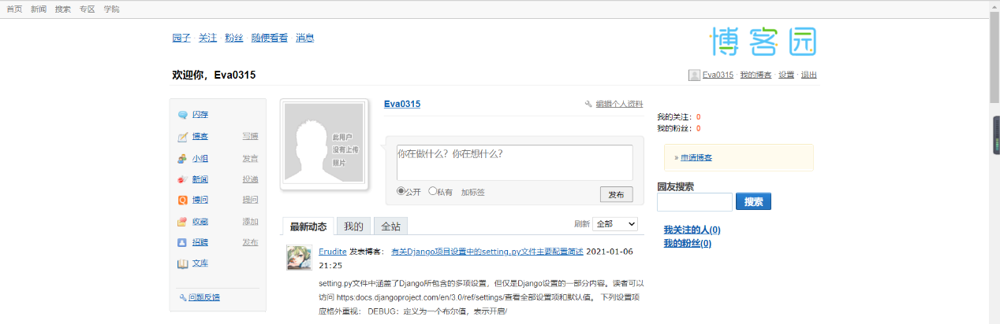 首页 新闻 搜索 专区 学院
园子 · 关注 · 粉丝 · 随便看看 · 消息
博客园
欢迎你，Eva0315
Eva0315 · 我的博客 · 设置 · 退出
闪存
博客 写博
小组 发言
新闻 投递
博问 提问
收藏 添加
招聘 发布
文库
问题反馈
此用户
没有上传
照片
Eva0315
编辑个人资料
你在做什么？你在想什么？
公开 私有 加标签
发布
最新动态 我的 全站
刷新 全部
Erudite 发表博客： 有关Django项目设置中的setting.py文件主要配置简述 2021-01-06
21:25
setting.py文件中涵盖了Django所包含的多项设置，但仅是Django设置的一部分内容。读者可以
访问 https:docs.djangoproject.com/en/3.0/ref/settings/查看全部设置项和默认值。 下列设置项
应格外重视： DEBUG：定义为一个布尔值，表示开启/
我的关注：0
我的粉丝：0
» 申请博客
园友搜索
搜索
我关注的人(0)
我的粉丝(0)